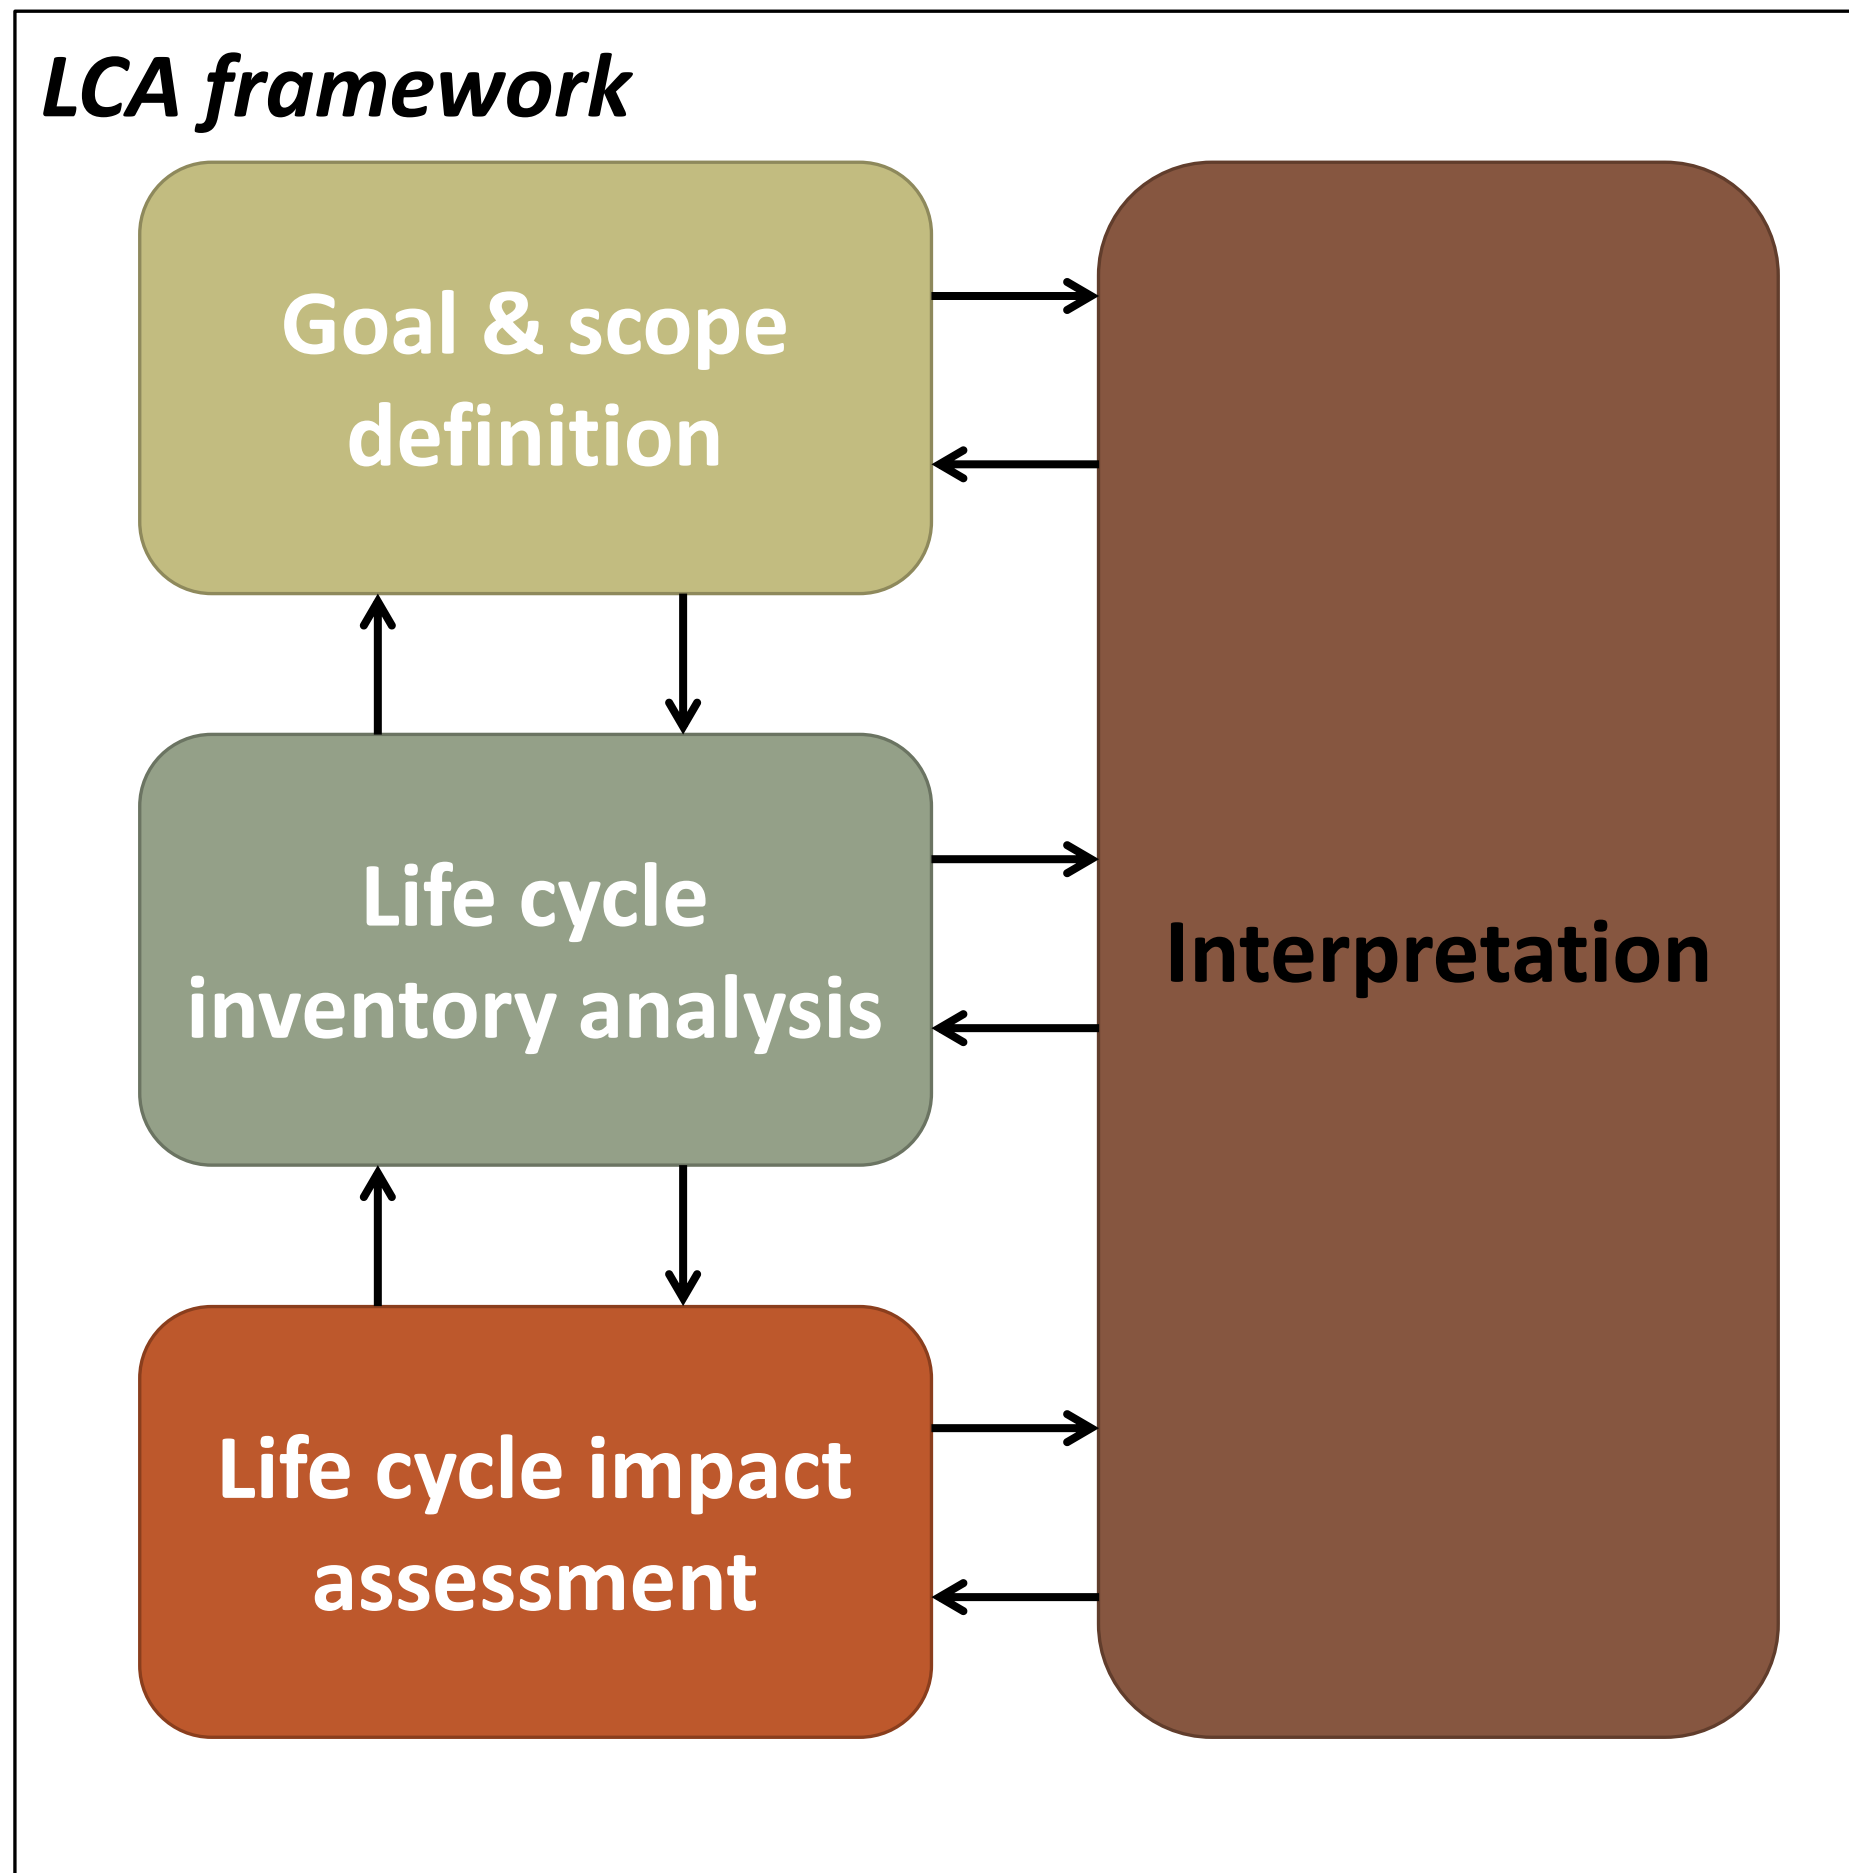 LCA framework
Goal & scope
definition
Life cycle
inventory analysis
Interpretation
Life cycle impact
assessment